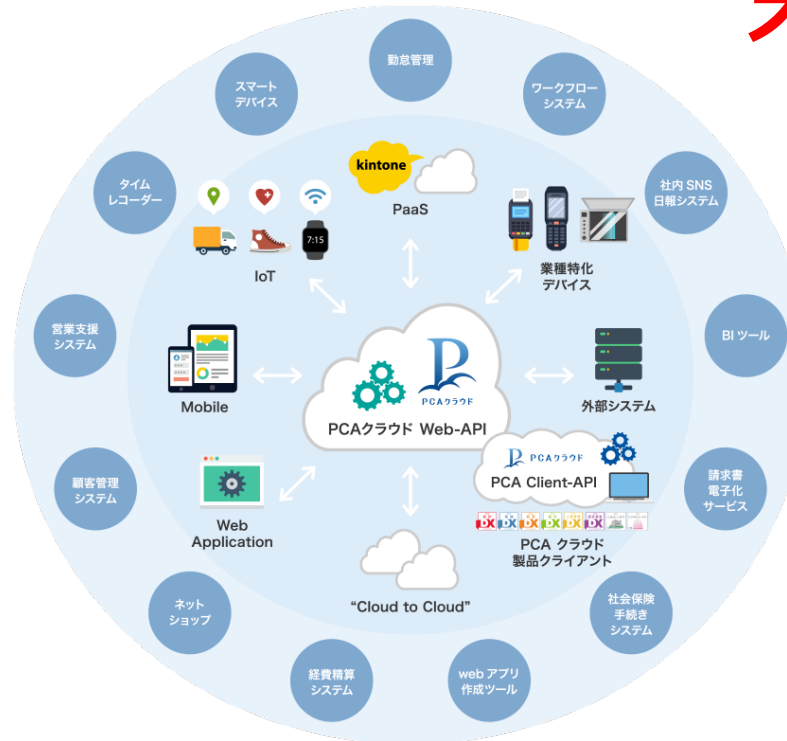 勤怠管理
スマート
デバイス
ワークフロー
システム
タイム
レコーダー
社内 SNS
日報システム
kintone
PaaS
7:15
IoT
業種特化
デバイス
営業支援
システム
BI ツール
Mobile
PCAクラウド
PCAクラウド Web-API
外部システム
PCAクラウド
PCA Client-API
顧客管理
システム
Web
Application
請求書
電子化
サービス
DX DX DX DX DX DX
PCA クラウド
製品クライアント
"Cloud to Cloud"
ネット
ショップ
社会保険
手続き
システム
経費精算
システム
web アプリ
作成ツール